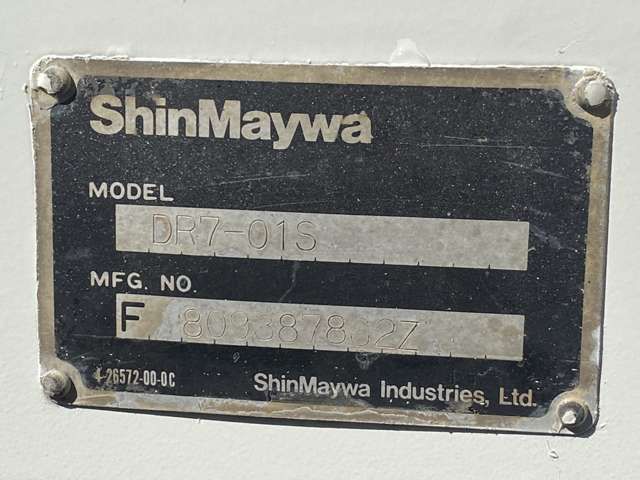 ShinMaywa
MODEL
DR7-01S
MFG. NO.
F
4-26572-00-0C
ShinMaywa Industries, Ltd.